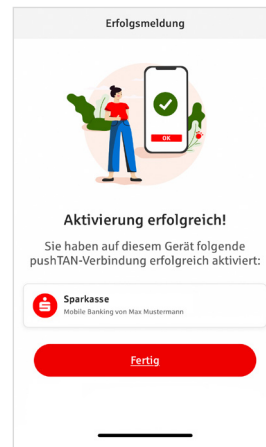 Erfolgsmeldung
OK
Aktivierung erfolgreich!
Sie haben auf diesem Gerät folgende
pushTAN-Verbindung erfolgreich aktiviert:
Sparkasse
Mobile Banking von Max Mustermann
Fertig